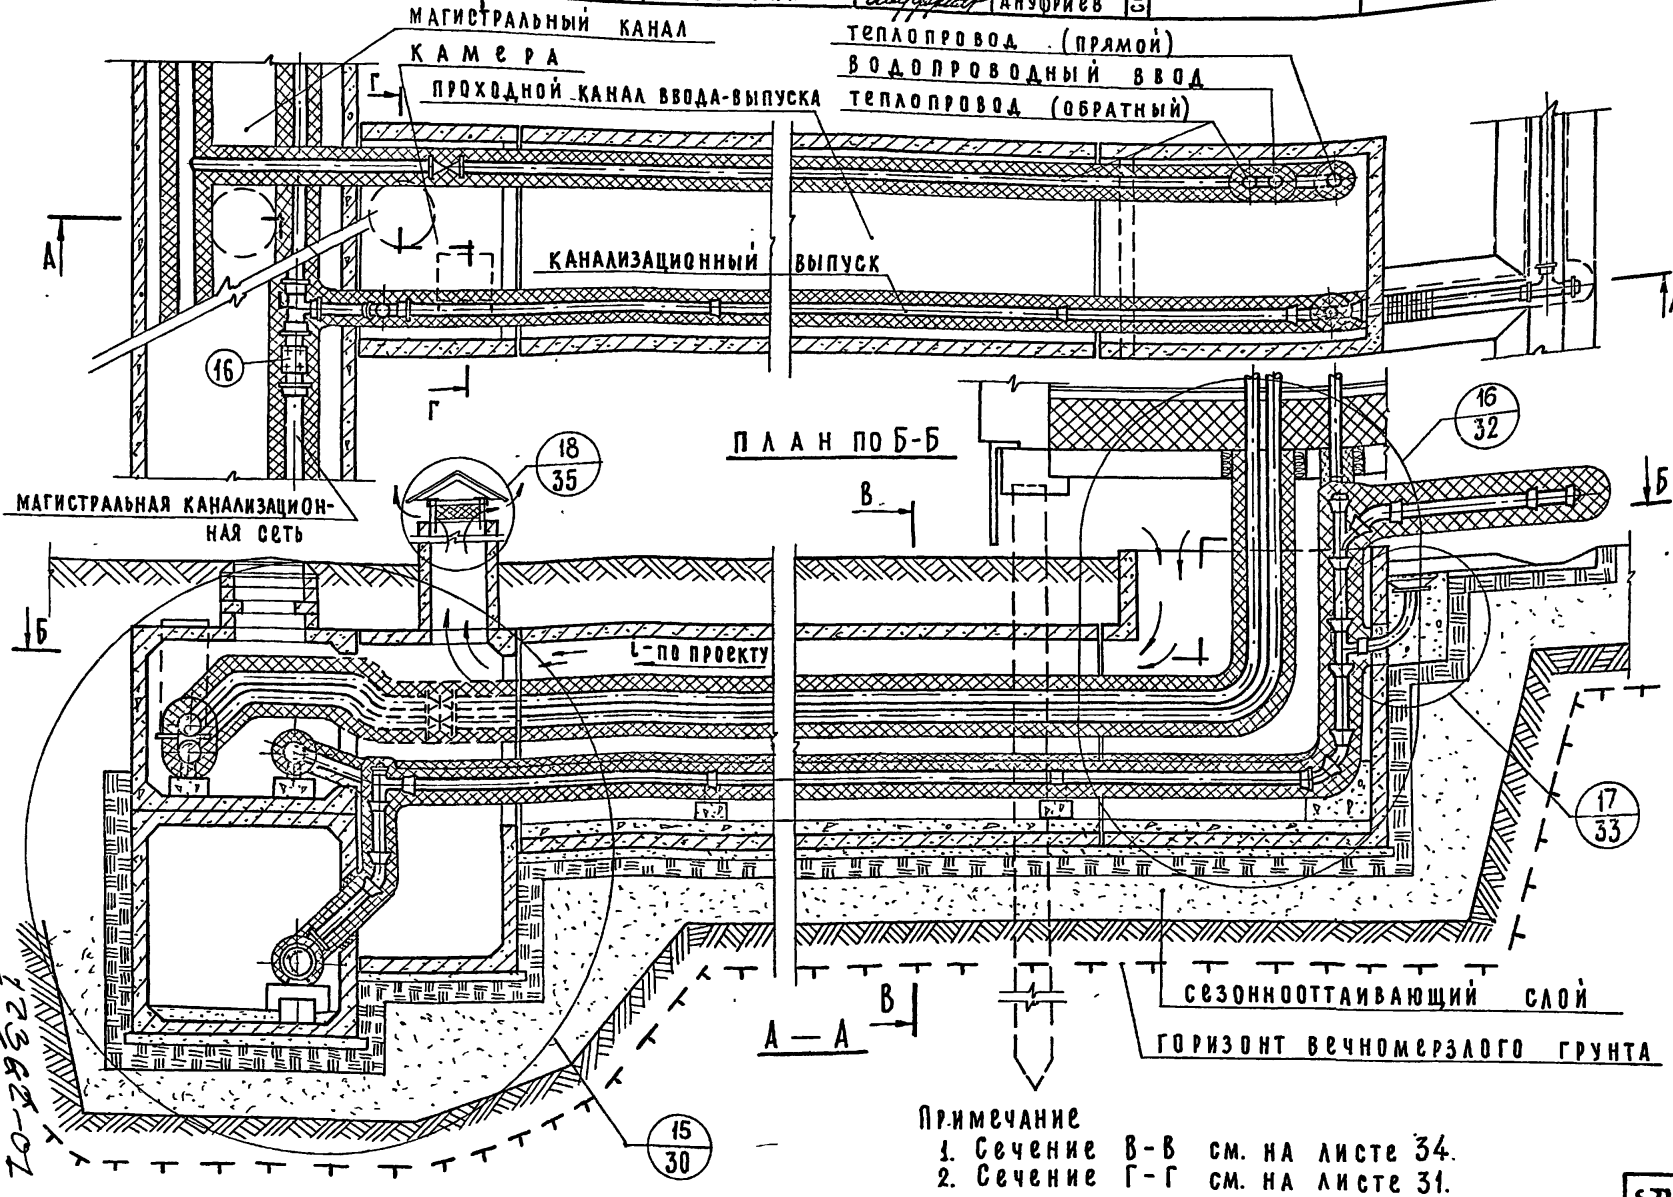 АНУФРИЕВ
МАГИСТРАЛЬНЫЙ КАНАЛ
КАМЕРА
ПРОХОДНОЙ КАНАЛ ВВОДА-ВЫПУСКА
ТЕПЛОПРОВОД (ПРЯМОЙ)
ВОДОПРОВОДНЫЙ ВВОД
ТЕПЛОПРОВОД (ОБРАТНЫЙ)
Г
А
КАНАЛИЗАЦИОННЫЙ ВЫПУСК
16
Г
ПЛАН ПО Б-Б
16
32
18
35
МАГИСТРАЛЬНАЯ КАНАЛИЗАЦИОН-
НАЯ СЕТЬ
В
Б
Б
l-ПО ПРОЕКТУ
17
33
СЕЗОННООТТАИВАЮЩИЙ СЛОЙ
В
А — А
ГОРИЗОНТ ВЕЧНОМЕРЗЛОГО ГРУНТА
15
30
ПРИМЕЧАНИЕ
1. Сечение В-В см. на листе 34.
2. Сечение Г-Г см. на листе 31.